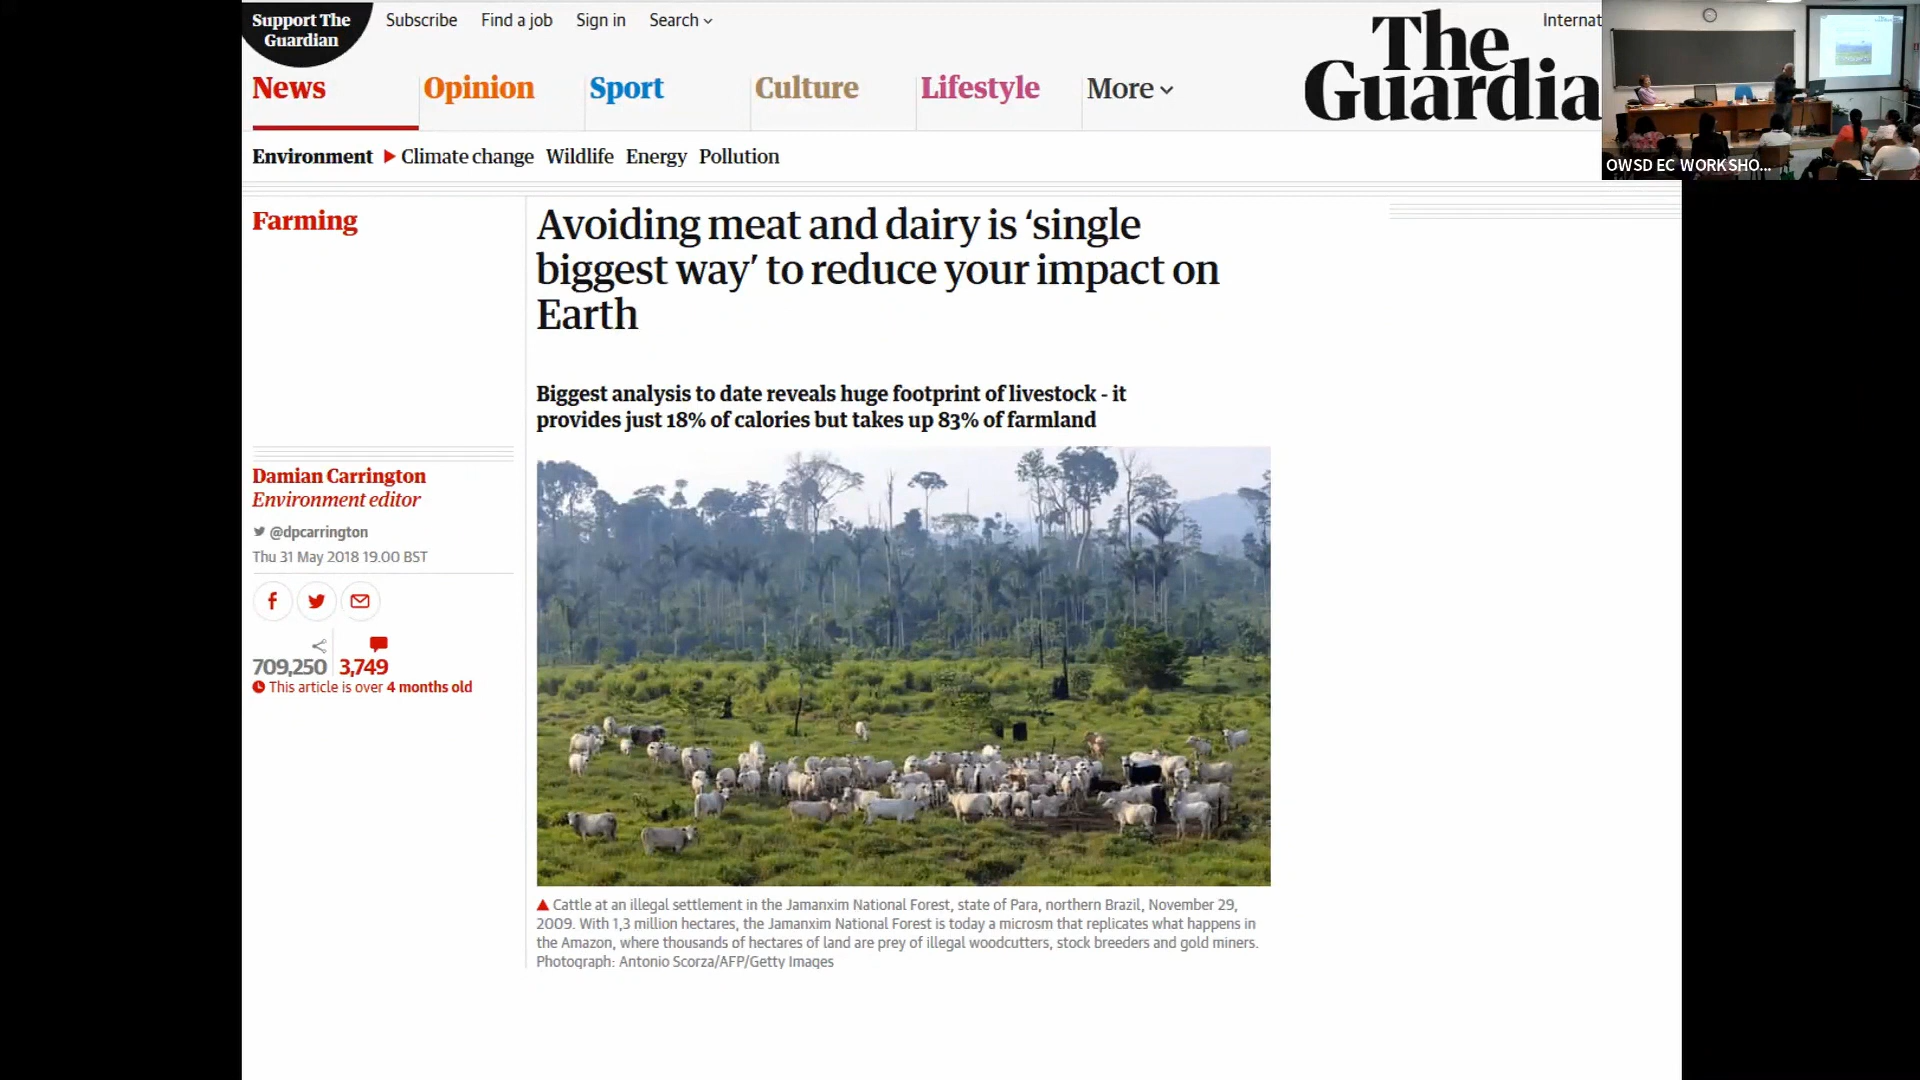 Support The
Guardian
Subscribe Find a job Sign in Search
Internat
The
Guardia
News Opinion Sport Culture Lifestyle More
Environment Climate change Wildlife Energy Pollution
OWSD EC WORKSHO...
Farming
Avoiding meat and dairy is ‘single
biggest way’ to reduce your impact on
Earth
Biggest analysis to date reveals huge footprint of livestock - it
provides just 18% of calories but takes up 83% of farmland
Damian Carrington
Environment editor
@dpcarrington
Thu 31 May 2018 19.00 BST
709,250 3,749
This article is over 4 months old
Cattle at an illegal settlement in the Jamanxim National Forest, state of Para, northern Brazil, November 29,
2009. With 1,3 million hectares, the Jamanxim National Forest is today a microsm that replicates what happens in
the Amazon, where thousands of hectares of land are prey of illegal woodcutters, stock breeders and gold miners.
Photograph: Antonio Scorza/AFP/Getty Images